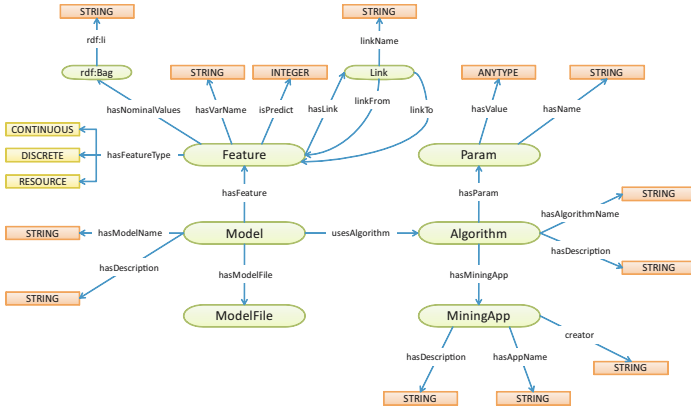 STRING
STRING
rdf:li
linkName
rdf:Bag
STRING
INTEGER
Link
ANYTYPE
STRING
hasNominalValues
hasVarName
isPredict
hasLink
linkFrom
linkTo
hasValue
hasName
CONTINUOUS
DISCRETE
RESOURCE
hasFeatureType
Feature
Param
hasFeature
hasParam
STRING
hasAlgorithmName
STRING
hasModelName
Model
usesAlgorithm
Algorithm
hasDescription
STRING
hasDescription
hasModelFile
hasMiningApp
STRING
ModelFile
MiningApp
creator
hasDescription
hasAppName
STRING
STRING
STRING